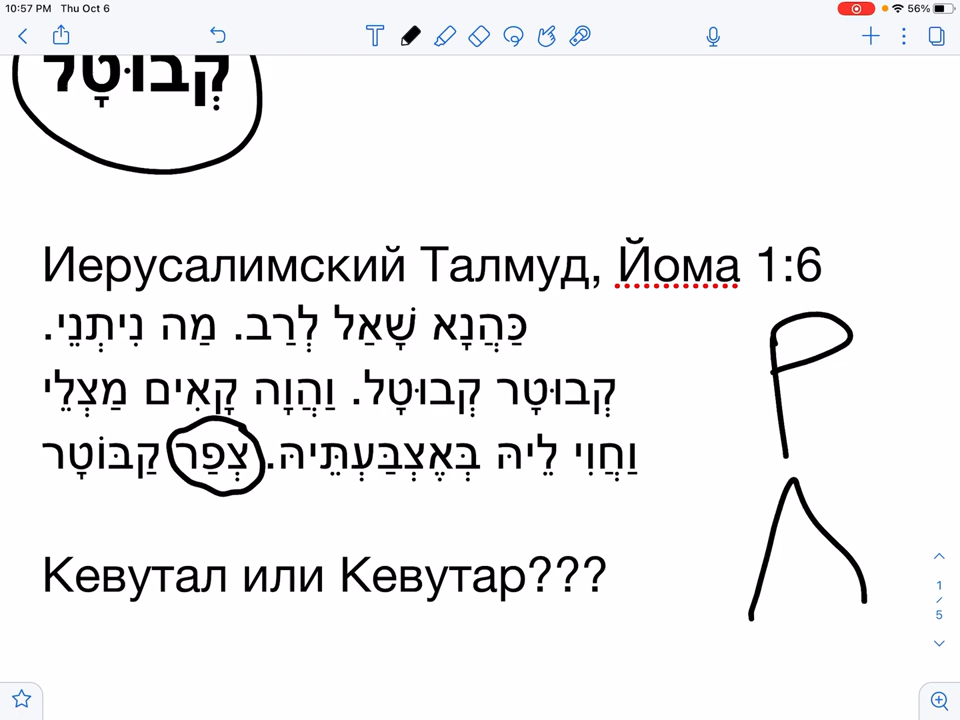 10:57 PM Thu Oct 6
56%
קְבוּטָל
Иерусалимский Талмуд, Йома 1:6
כַּהֲנָא שָׁאַל לְרַב. מַה נִיתְנֵי.
קְבוּטָר קְבוּטָל. וַהֲוָה קָאִים מַצְלֵי
וַחֲוִי לֵיהּ בְּאֶצְבַּעְתֵּיהּ. צְפַר קַבּוֹטָר
Кевутал или Кевутар???
Р
Л
1
/
5